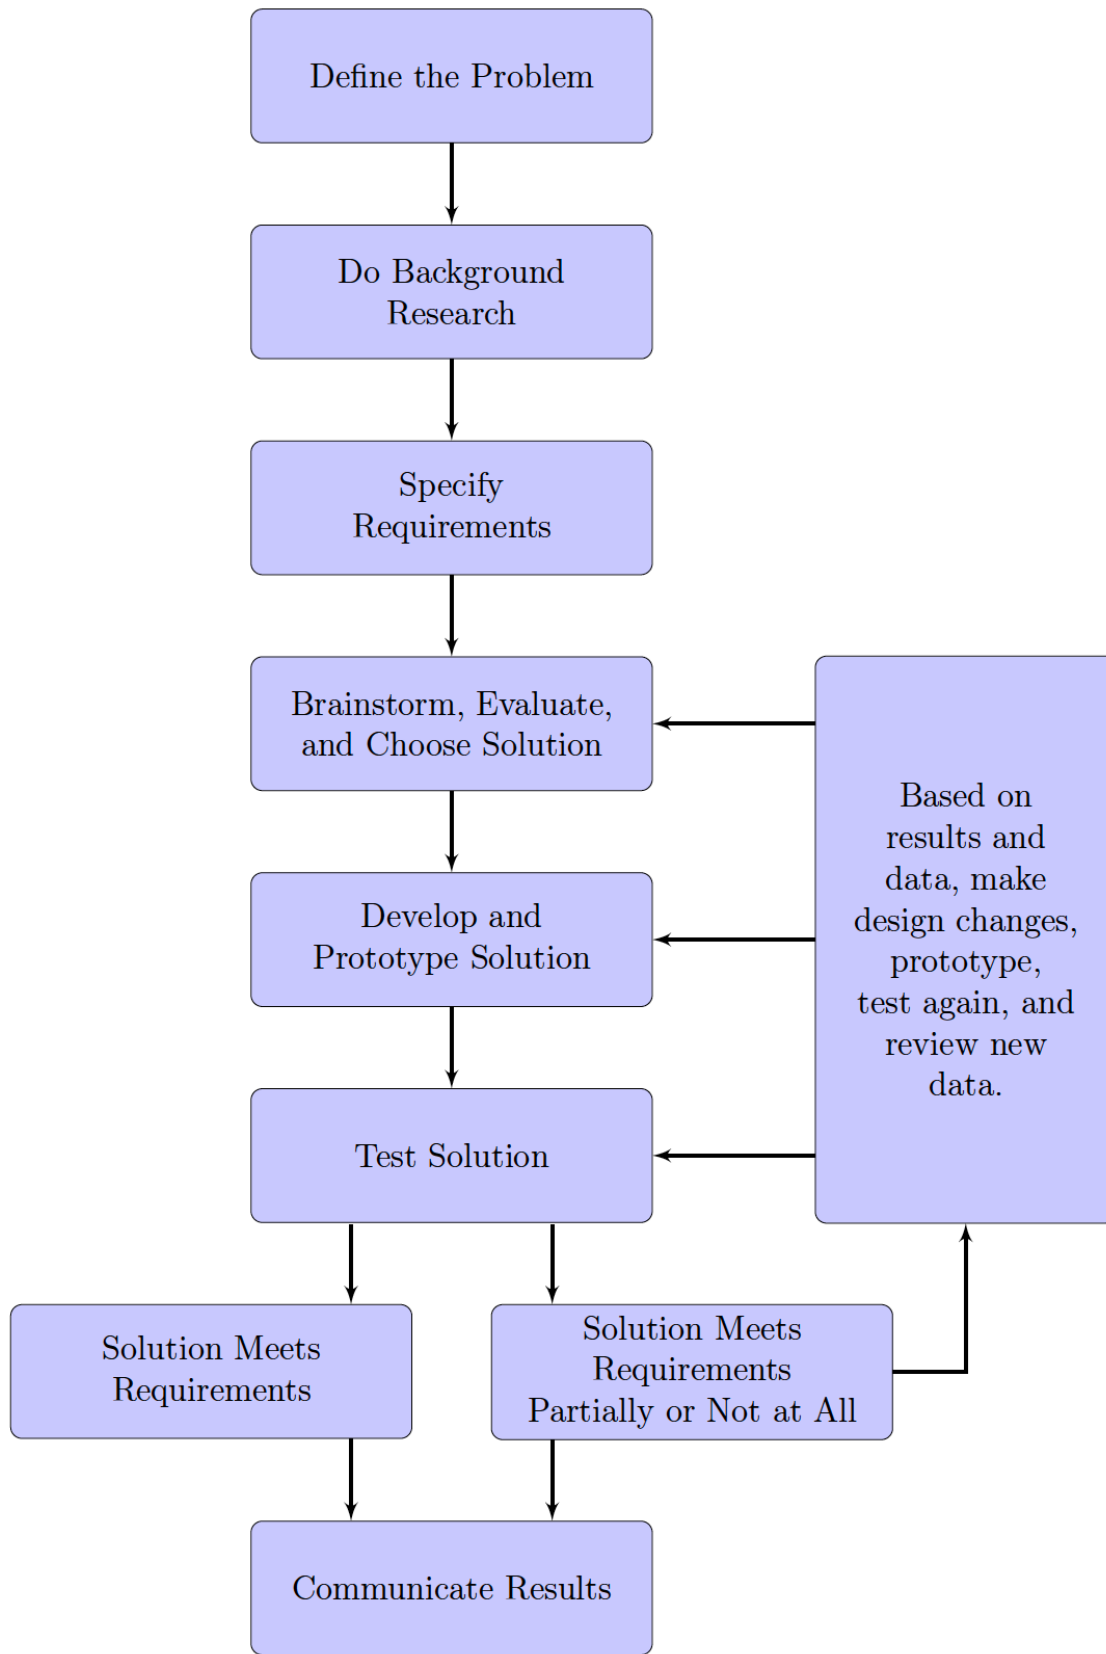 Define the Problem
Do Background
Research
Specify
Requirements
Brainstorm, Evaluate,
and Choose Solution
Develop and
Prototype Solution
Based on
results and
data, make
design changes,
prototype,
test again, and
review new
data.
Test Solution
Solution Meets
Requirements
Solution Meets
Requirements
Partially or Not at All
Communicate Results